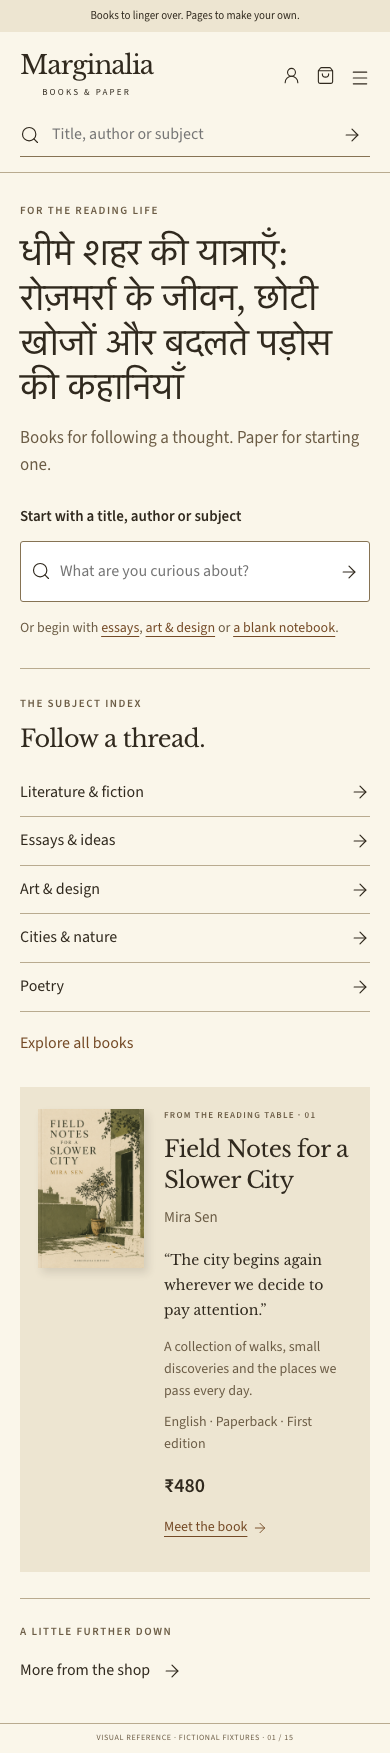 Books to linger over. Pages to make your own.
Marginalia
BOOKS & PAPER
Title, author or subject
FOR THE READING LIFE
धीमे शहर की यात्राएँ:
रोज़मर्रा के जीवन, छोटी
खोजों और बदलते पड़ोस
की कहानियाँ
Books for following a thought. Paper for starting
one.
Start with a title, author or subject
What are you curious about?
Or begin with essays, art & design or a blank notebook.
THE SUBJECT INDEX
Follow a thread.
Literature & fiction
Essays & ideas
Art & design
Cities & nature
Poetry
Explore all books
FIELD
NOTES
FOR A
SLOWER
CITY
MIRA SEN
FROM THE READING TABLE · 01
Field Notes for a
Slower City
Mira Sen
“The city begins again
wherever we decide to
pay attention.”
A collection of walks, small
discoveries and the places we
pass every day.
English · Paperback · First
edition
₹480
Meet the book
A LITTLE FURTHER DOWN
More from the shop
VISUAL REFERENCE · FICTIONAL FIXTURES · 01 / 15